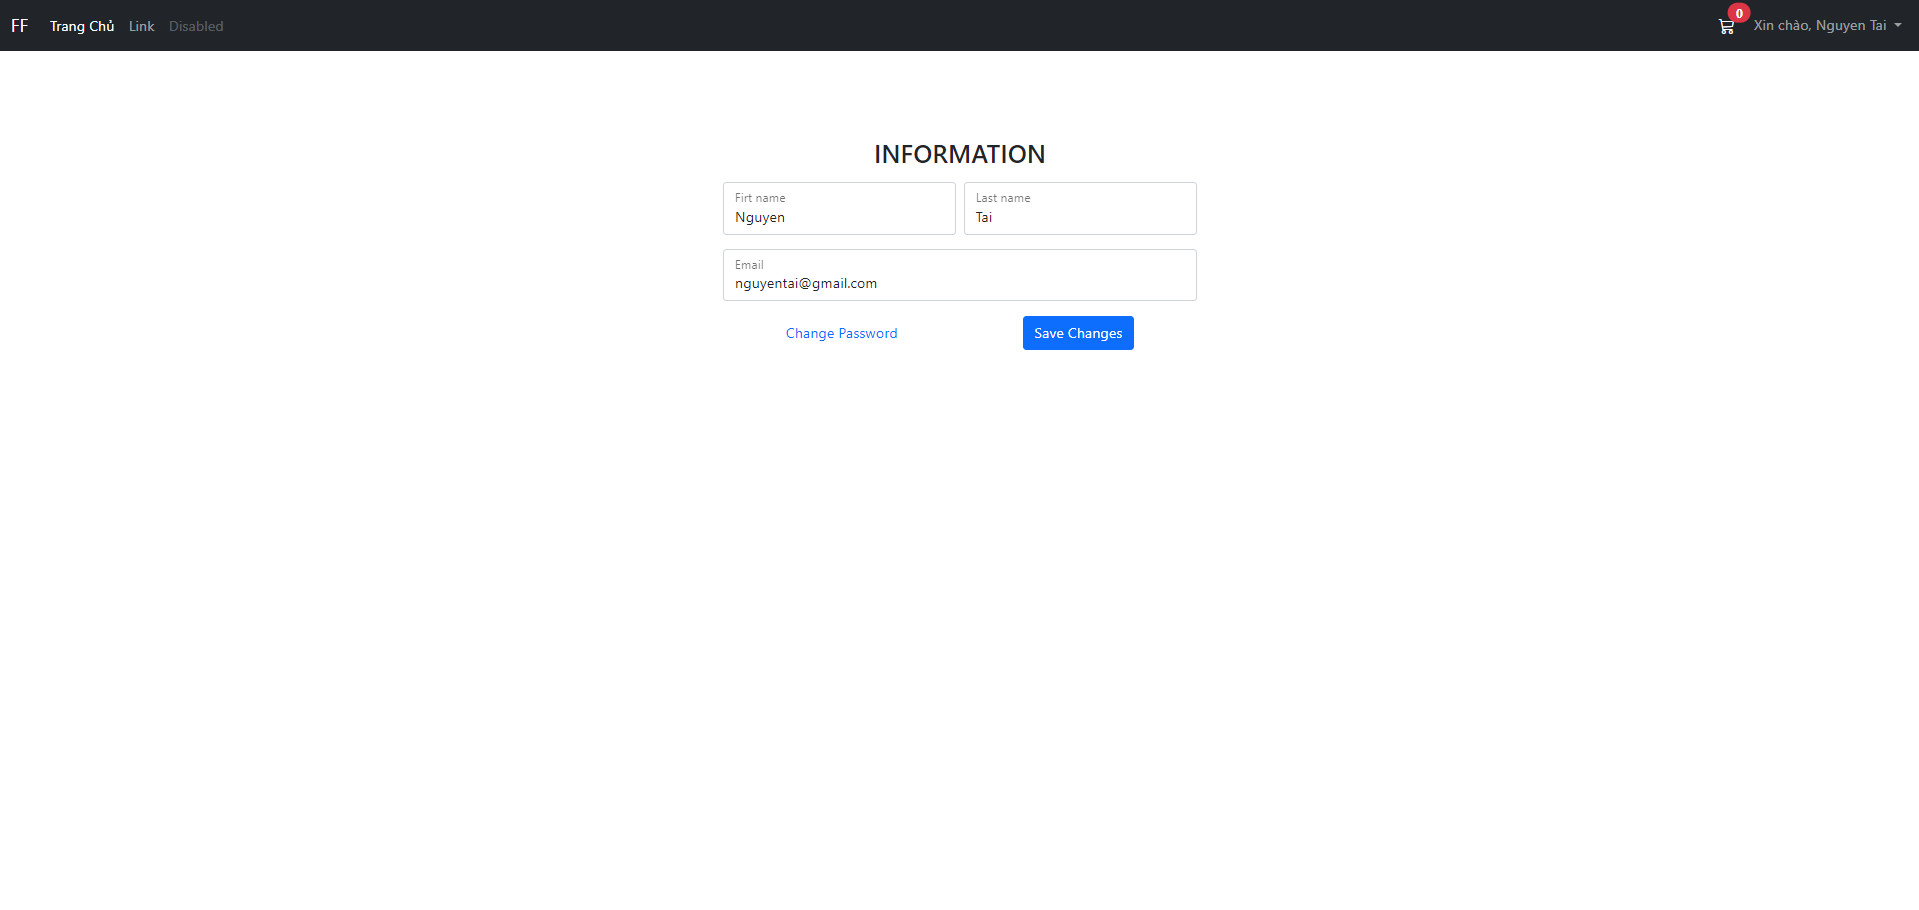 FF Trang Chủ Link Disabled 0 Xin chào, Nguyen Tai
INFORMATION
Firt name Last name
Nguyen Tai
Email
nguyentai@gmail.com
Change Password Save Changes